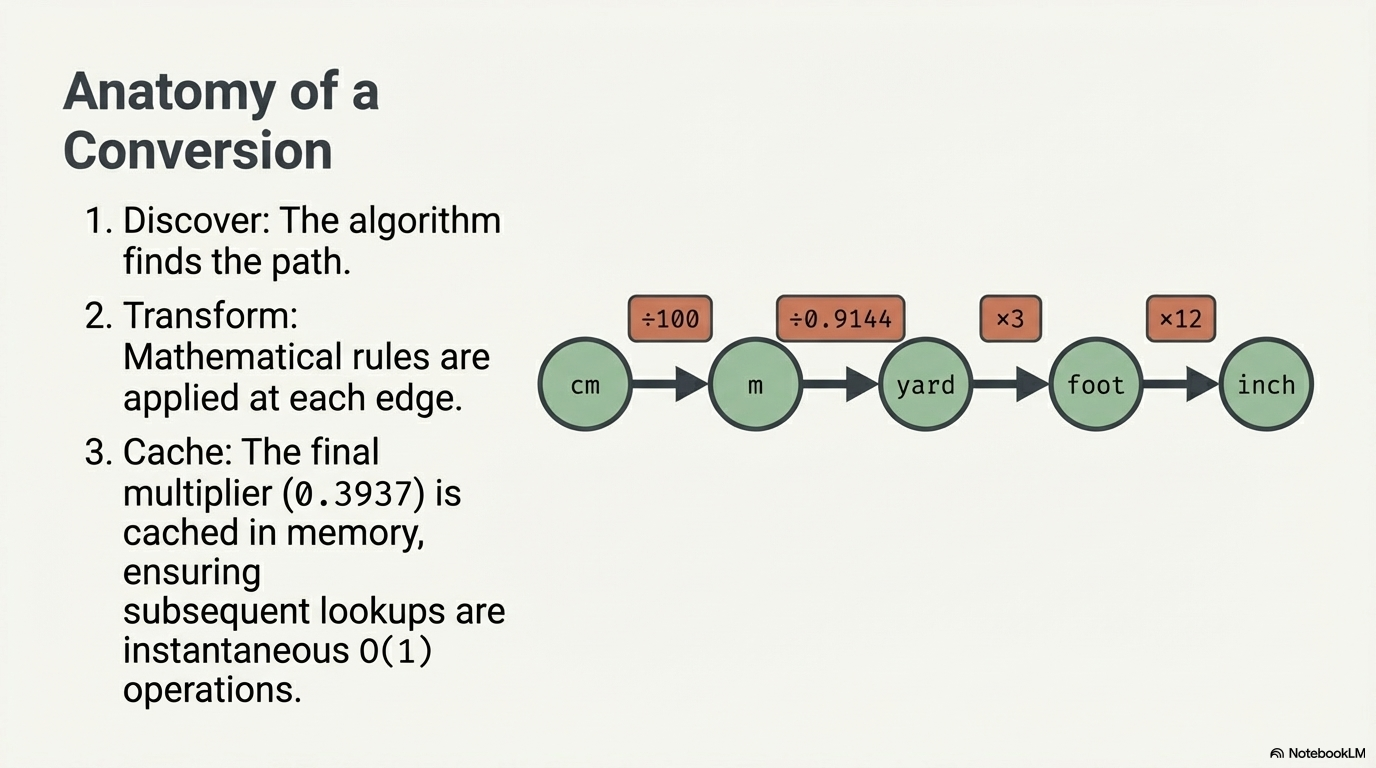 Anatomy of a
Conversion
1. Discover: The algorithm
finds the path.
2. Transform:
Mathematical rules are
applied at each edge.
3. Cache: The final
multiplier (0.3937) is
cached in memory,
ensuring
subsequent lookups are
instantaneous O(1)
operations.
÷100
÷0.9144
×3
×12
cm
m
yard
foot
inch
NotebookLM